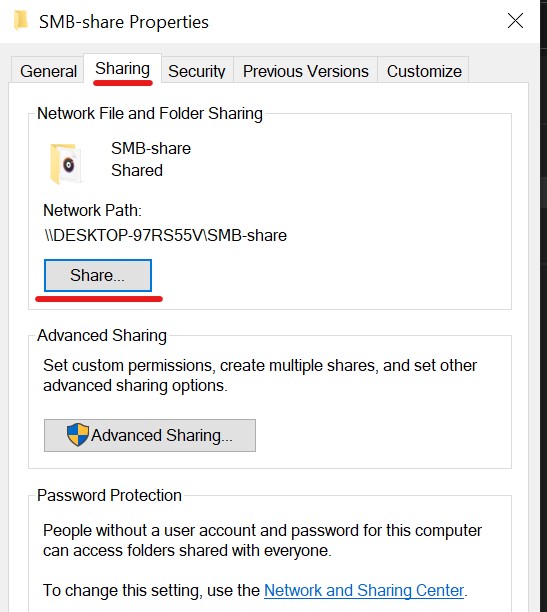 SMB-share Properties
General Sharing Security Previous Versions Customize
Network File and Folder Sharing
SMB-share
Shared
Network Path:
\\DESKTOP-97RS55V\SMB-share
Share...
Advanced Sharing
Set custom permissions, create multiple shares, and set other
advanced sharing options.
Advanced Sharing...
Password Protection
People without a user account and password for this computer
can access folders shared with everyone.
To change this setting, use the Network and Sharing Center.